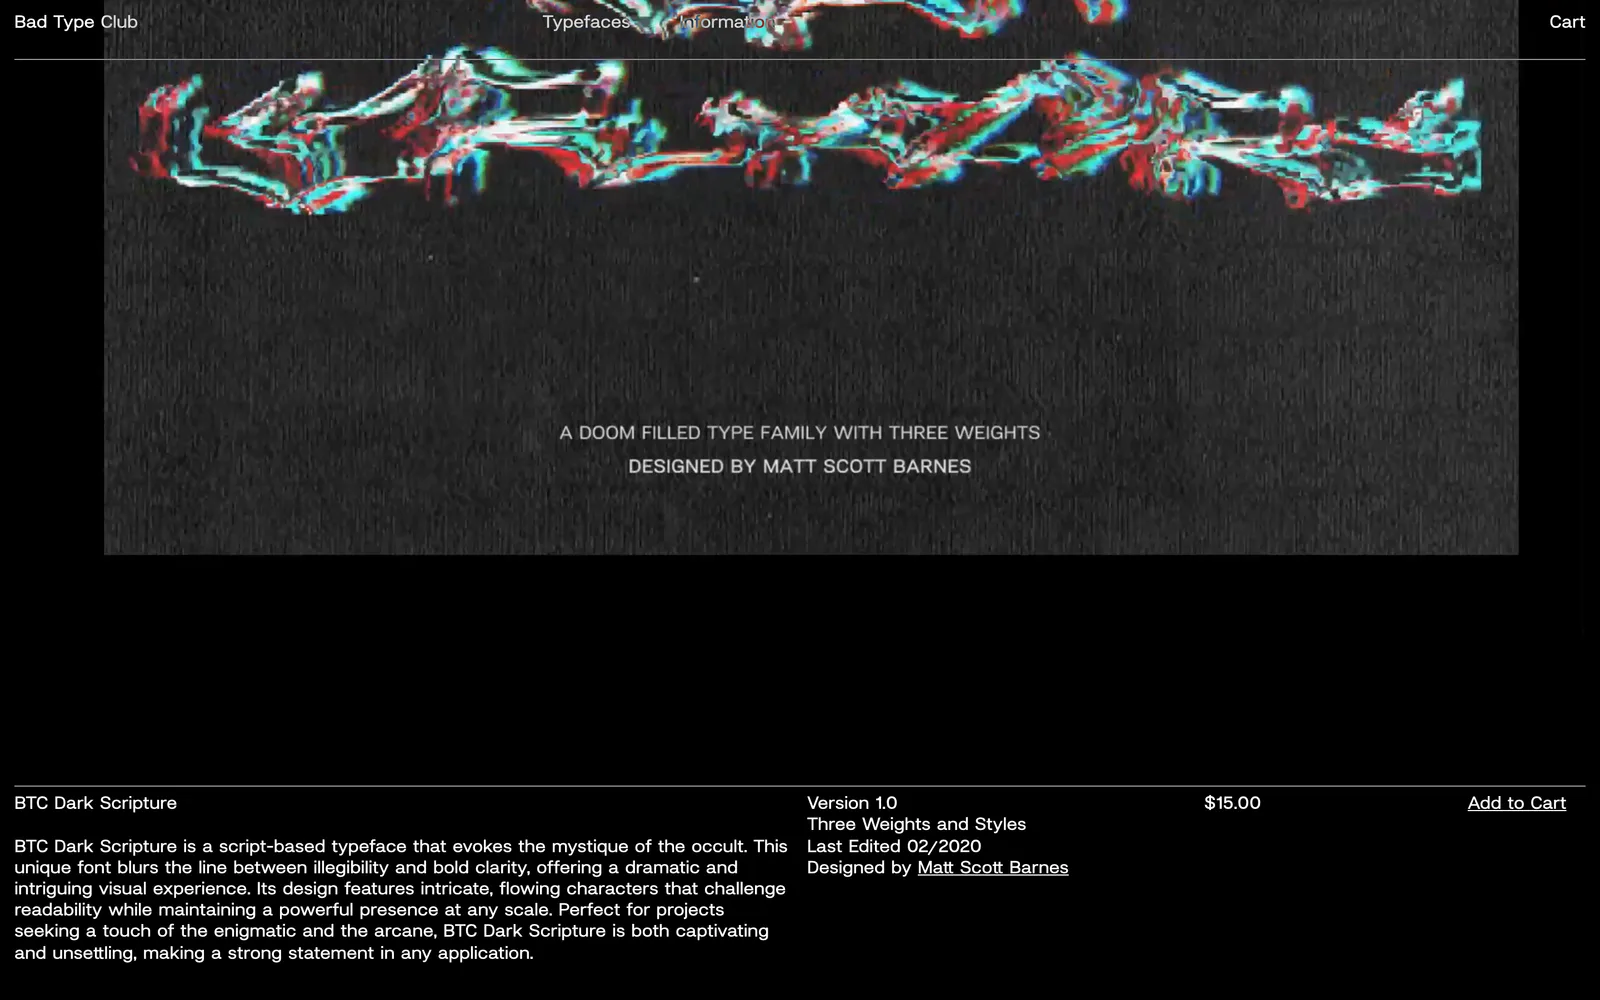 Bad Type Club
Typefaces
Information
Cart
A DOOM FILLED TYPE FAMILY WITH THREE WEIGHTS
DESIGNED BY MATT SCOTT BARNES
BTC Dark Scripture
BTC Dark Scripture is a script-based typeface that evokes the mystique of the occult. This
unique font blurs the line between illegibility and bold clarity, offering a dramatic and
intriguing visual experience. Its design features intricate, flowing characters that challenge
readability while maintaining a powerful presence at any scale. Perfect for projects
seeking a touch of the enigmatic and the arcane, BTC Dark Scripture is both captivating
and unsettling, making a strong statement in any application.
Version 1.0
Three Weights and Styles
Last Edited 02/2020
Designed by Matt Scott Barnes
$15.00
Add to Cart